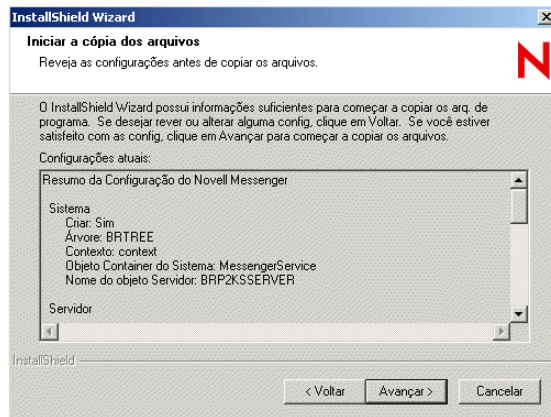 InstallShield Wizard
Iniciar a cópia dos arquivos
Reveja as configurações antes de copiar os arquivos.
N
O InstallShield Wizard possui informações suficientes para começar a copiar os arq. de
programa. Se desejar rever ou alterar alguma config, clique em Voltar. Se você estiver
satisfeito com as config, clique em Avançar para começar a copiar os arquivos.
Configurações atuais:
Resumo da Configuração do Novell Messenger
Sistema
Criar: Sim
Árvore: BRTREE
Contexto: context
Objeto Container do Sistema: MessengerService
Nome do objeto Servidor: BRP2KSSERVER
Servidor
InstallShield
< Voltar Avançar > Cancelar